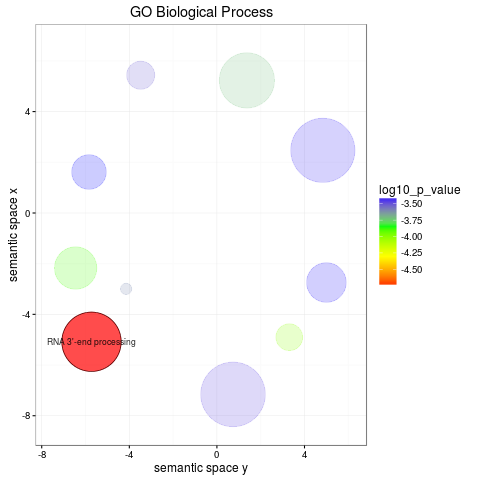 GO Biological Process
4
0
-4
-8
-8
-4
0
4
semantic space x
semantic space y
RNA 3'-end processing
log10_p_value
-3.50
-3.75
-4.00
-4.25
-4.50